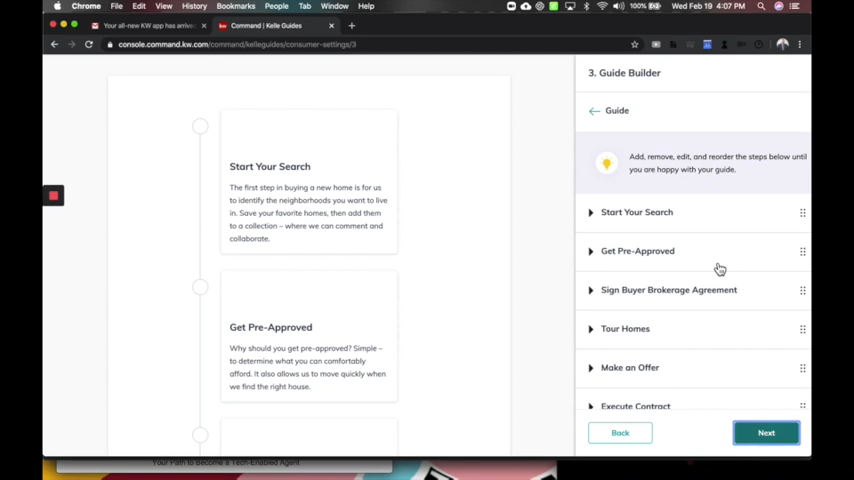 Chrome File Edit View History Bookmarks People Tab Window Help
100%
Wed Feb 19 4:07 PM
Your all-new KW app has arrived
Command | Kelle Guides
console.command.kw.com/command/kelleguides/consumer-settings/3
Start Your Search
The first step in buying a new home is for us
to identify the neighborhoods you want to live
in. Save your favorite homes, then add them
to a collection – where we can comment and
collaborate.
Get Pre-Approved
Why should you get pre-approved? Simple –
to determine what you can comfortably
afford. It also allows us to move quickly when
we find the right house.
3. Guide Builder
Guide
Add, remove, edit, and reorder the steps below until
you are happy with your guide.
Start Your Search
Get Pre-Approved
Sign Buyer Brokerage Agreement
Tour Homes
Make an Offer
Execute Contract
Back
Next
Your Path to Become a Tech-Enabled Agent